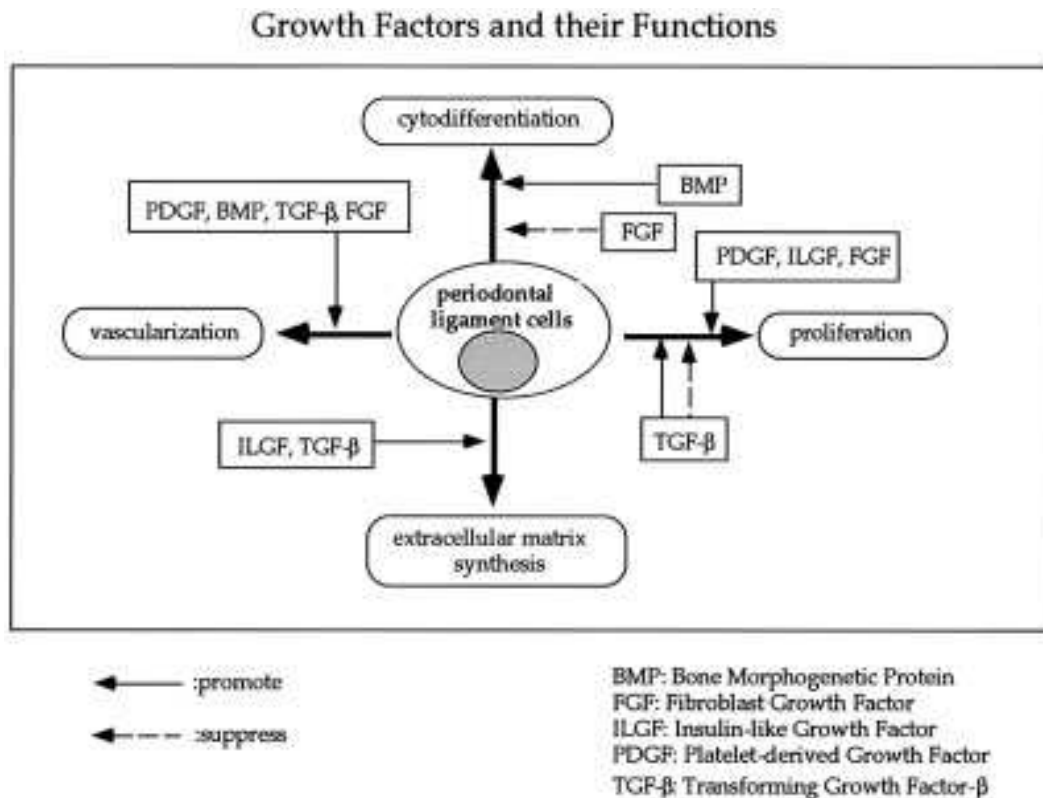 Growth Factors and their Functions
cytodifferentiation
BMP
PDGF, BMP, TGF-β, FGF
FGF
PDGF, ILGF, FGF
periodontal
ligament cells
vascularization
proliferation
ILGF, TGF-β
TGF-β
extracellular matrix
synthesis
:promote
:suppress
BMP: Bone Morphogenetic Protein
FGF: Fibroblast Growth Factor
ILGF: Insulin-like Growth Factor
PDGF: Platelet-derived Growth Factor
TGF-β: Transforming Growth Factor-β